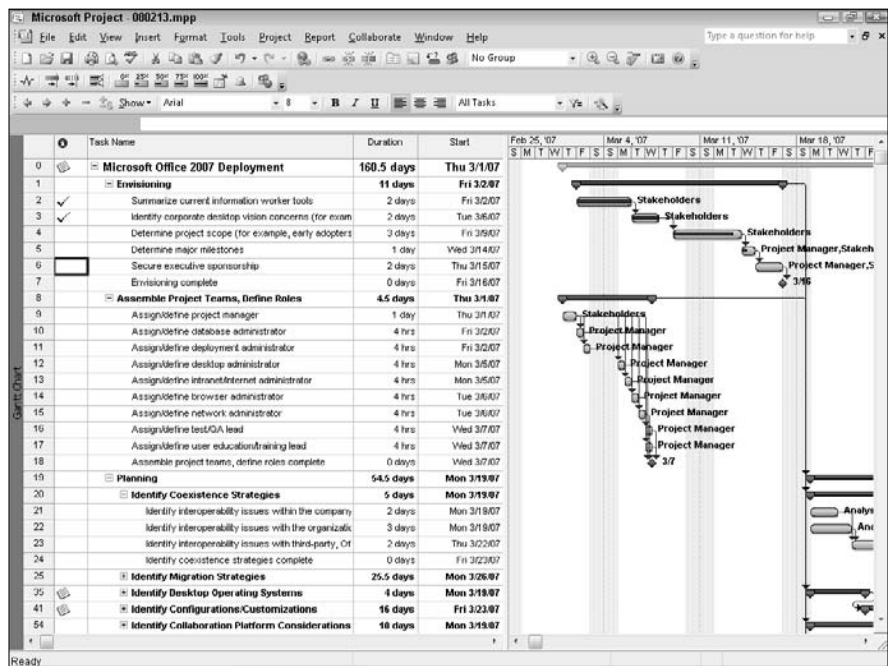 Microsoft Project - 000213.mpp
File Edit View Insert Format Tools Project Report Collaborate Window Help Type a question for help
No Group
0% 25% 50% 75% 100%
Show Arial 8 B I U All Tasks
Task Name Duration Start Feb 25, '07 Mar 4, '07 Mar 11, '07 Mar 18, '07
S M T W T F S S M T W T F S S M T W T F S S M T W T F
0 Microsoft Office 2007 Deployment 160.5 days Thu 3/1/07
1 Envisioning 11 days Fri 3/2/07
2 Summarize current information worker tools 2 days Fri 3/2/07 Stakeholders
3 Identify corporate desktop vision concerns (for exam 2 days Tue 3/6/07 Stakeholders
4 Determine project scope (for example, early adopters 3 days Fri 3/9/07 Stakeholders
5 Determine major milestones 1 day Wed 3/14/07 Project Manager,Stakeh
6 Secure executive sponsorship 2 days Thu 3/15/07 Project Manager,S
7 Envisioning complete 0 days Fri 3/16/07 3/16
8 Assemble Project Teams, Define Roles 4.5 days Thu 3/1/07
9 Assign/define project manager 1 day Thu 3/1/07 Stakeholders
10 Assign/define database administrator 4 hrs Fri 3/2/07 Project Manager
11 Assign/define deployment administrator 4 hrs Fri 3/2/07 Project Manager
12 Assign/define desktop administrator 4 hrs Mon 3/5/07 Project Manager
13 Assign/define intranet/internet administrator 4 hrs Mon 3/5/07 Project Manager
14 Assign/define browser administrator 4 hrs Tue 3/6/07 Project Manager
15 Assign/define network administrator 4 hrs Tue 3/6/07 Project Manager
16 Assign/define test/QA lead 4 hrs Wed 3/7/07 Project Manager
17 Assign/define user education/training lead 4 hrs Wed 3/7/07 Project Manager
18 Assemble project teams, define roles complete 0 days Wed 3/7/07 3/7
19 Planning 54.5 days Mon 3/19/07
20 Identify Coexistence Strategies 5 days Mon 3/19/07
21 Identify interoperability issues within the company 2 days Mon 3/19/07 Analys
22 Identify interoperability issues with the organizatic 3 days Mon 3/19/07 Ana
23 Identify interoperability issues with third-party, Of 2 days Thu 3/22/07
24 Identify coexistence strategies complete 0 days Fri 3/23/07
25 Identify Migration Strategies 25.5 days Mon 3/26/07
35 Identify Desktop Operating Systems 4 days Mon 3/19/07
41 Identify Configurations/Customizations 16 days Fri 3/23/07
54 Identify Collaboration Platform Considerations 10 days Mon 3/19/07
Gantt Chart
Ready